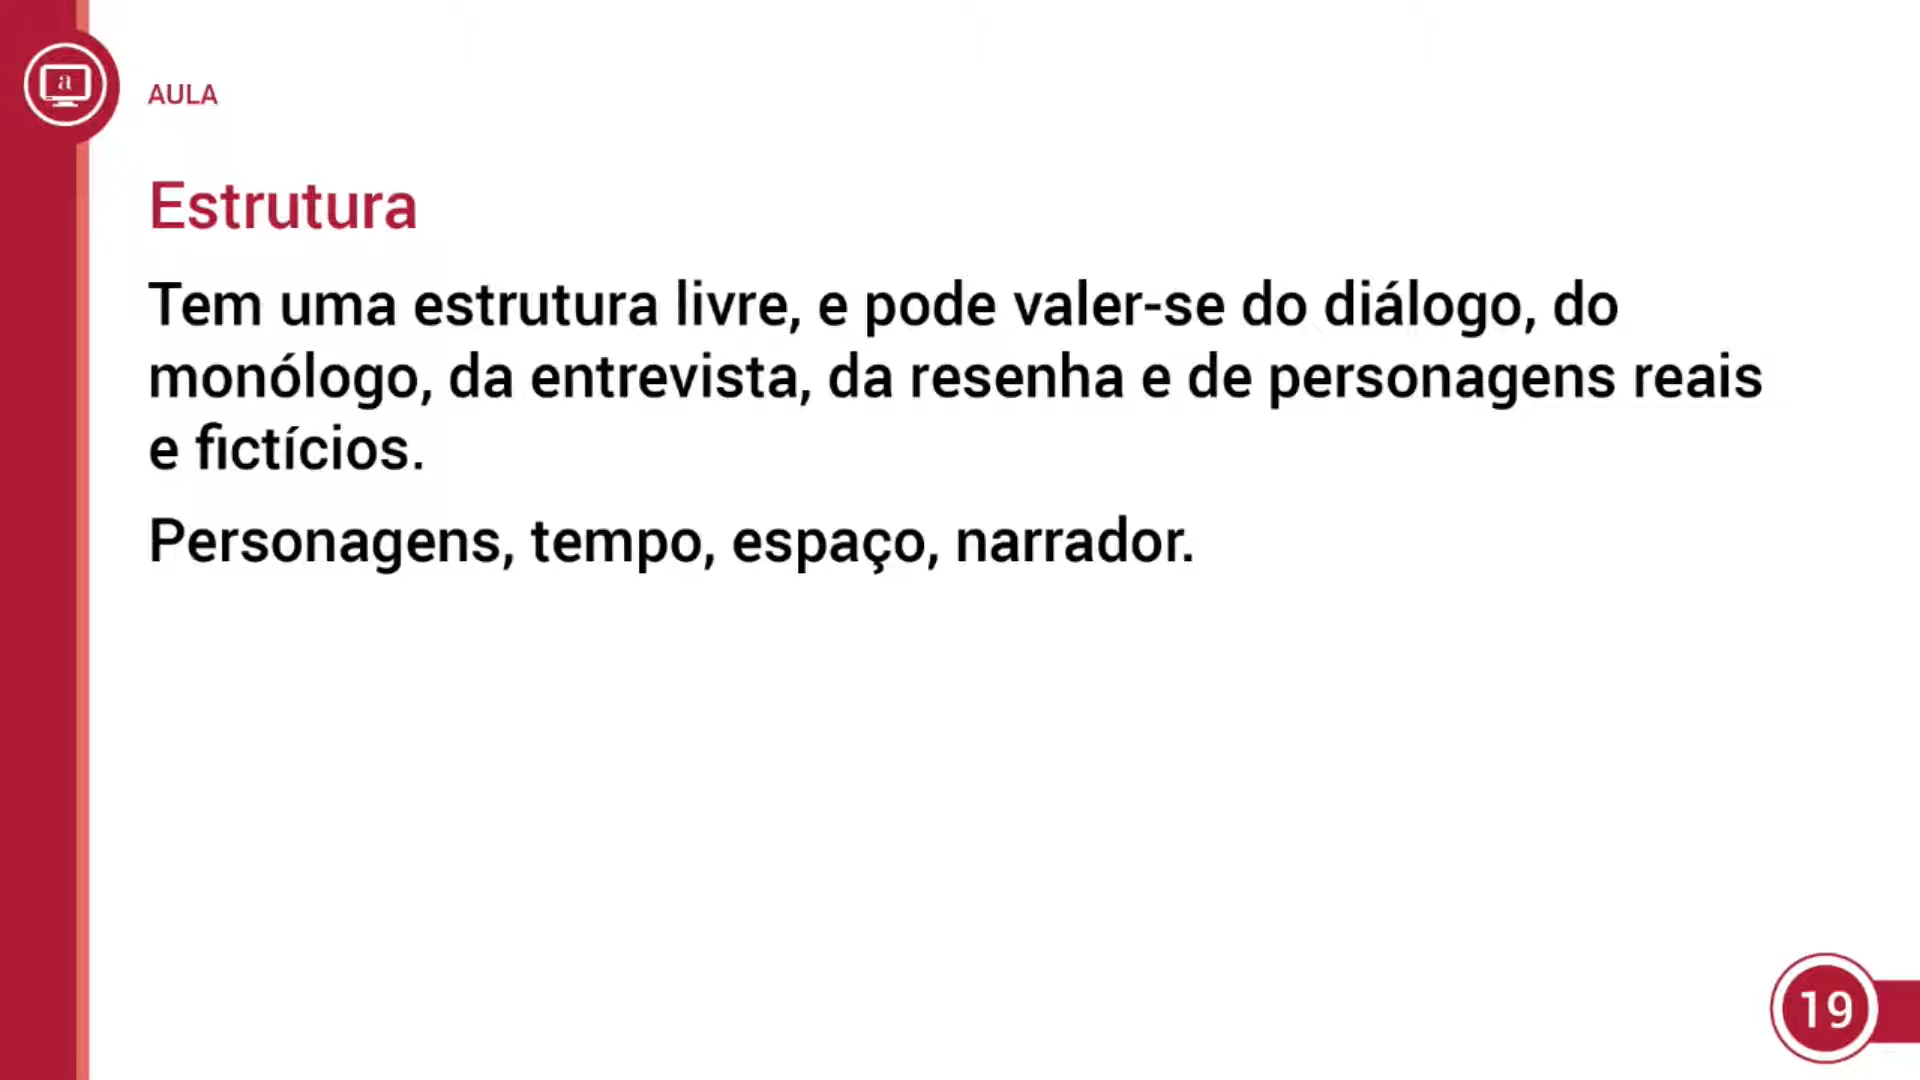 a
AULA
Estrutura
Tem uma estrutura livre, e pode valer-se do diálogo, do
monólogo, da entrevista, da resenha e de personagens reais
e fictícios.
Personagens, tempo, espaço, narrador.
19